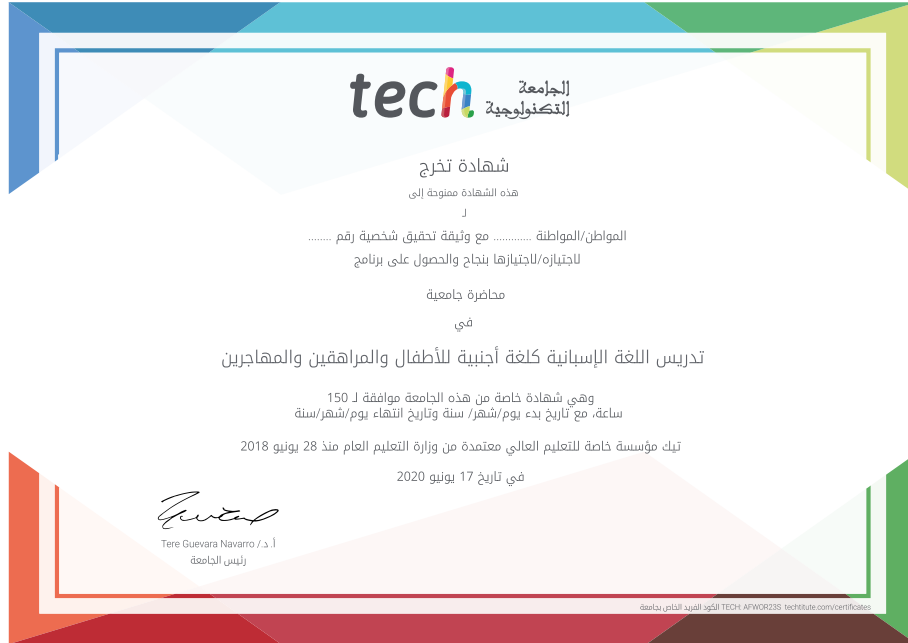 tech الجامعة
التكنولوجية
شهادة تخرج
هذه الشهادة ممنوحة إلى
لـ
المواطن/المواطنة ............. مع وثيقة تحقيق شخصية رقم ........
لاجتيازه/لاجتيازها بنجاح والحصول على برنامج
محاضرة جامعية
في
تدريس اللغة الإسبانية كلغة أجنبية للأطفال والمراهقين والمهاجرين
وهي شهادة خاصة من هذه الجامعة موافقة لـ 150
ساعة، مع تاريخ بدء يوم/شهر/ سنة وتاريخ انتهاء يوم/شهر/سنة
تيك مؤسسة خاصة للتعليم العالي معتمدة من وزارة التعليم العام منذ 28 يونيو 2018
في تاريخ 17 يونيو 2020
أ. د./ Tere Guevara Navarro
رئيس الجامعة
الكود الفريد الخاص بجامعة TECH: AFWOR23S techtitute.com/certificates